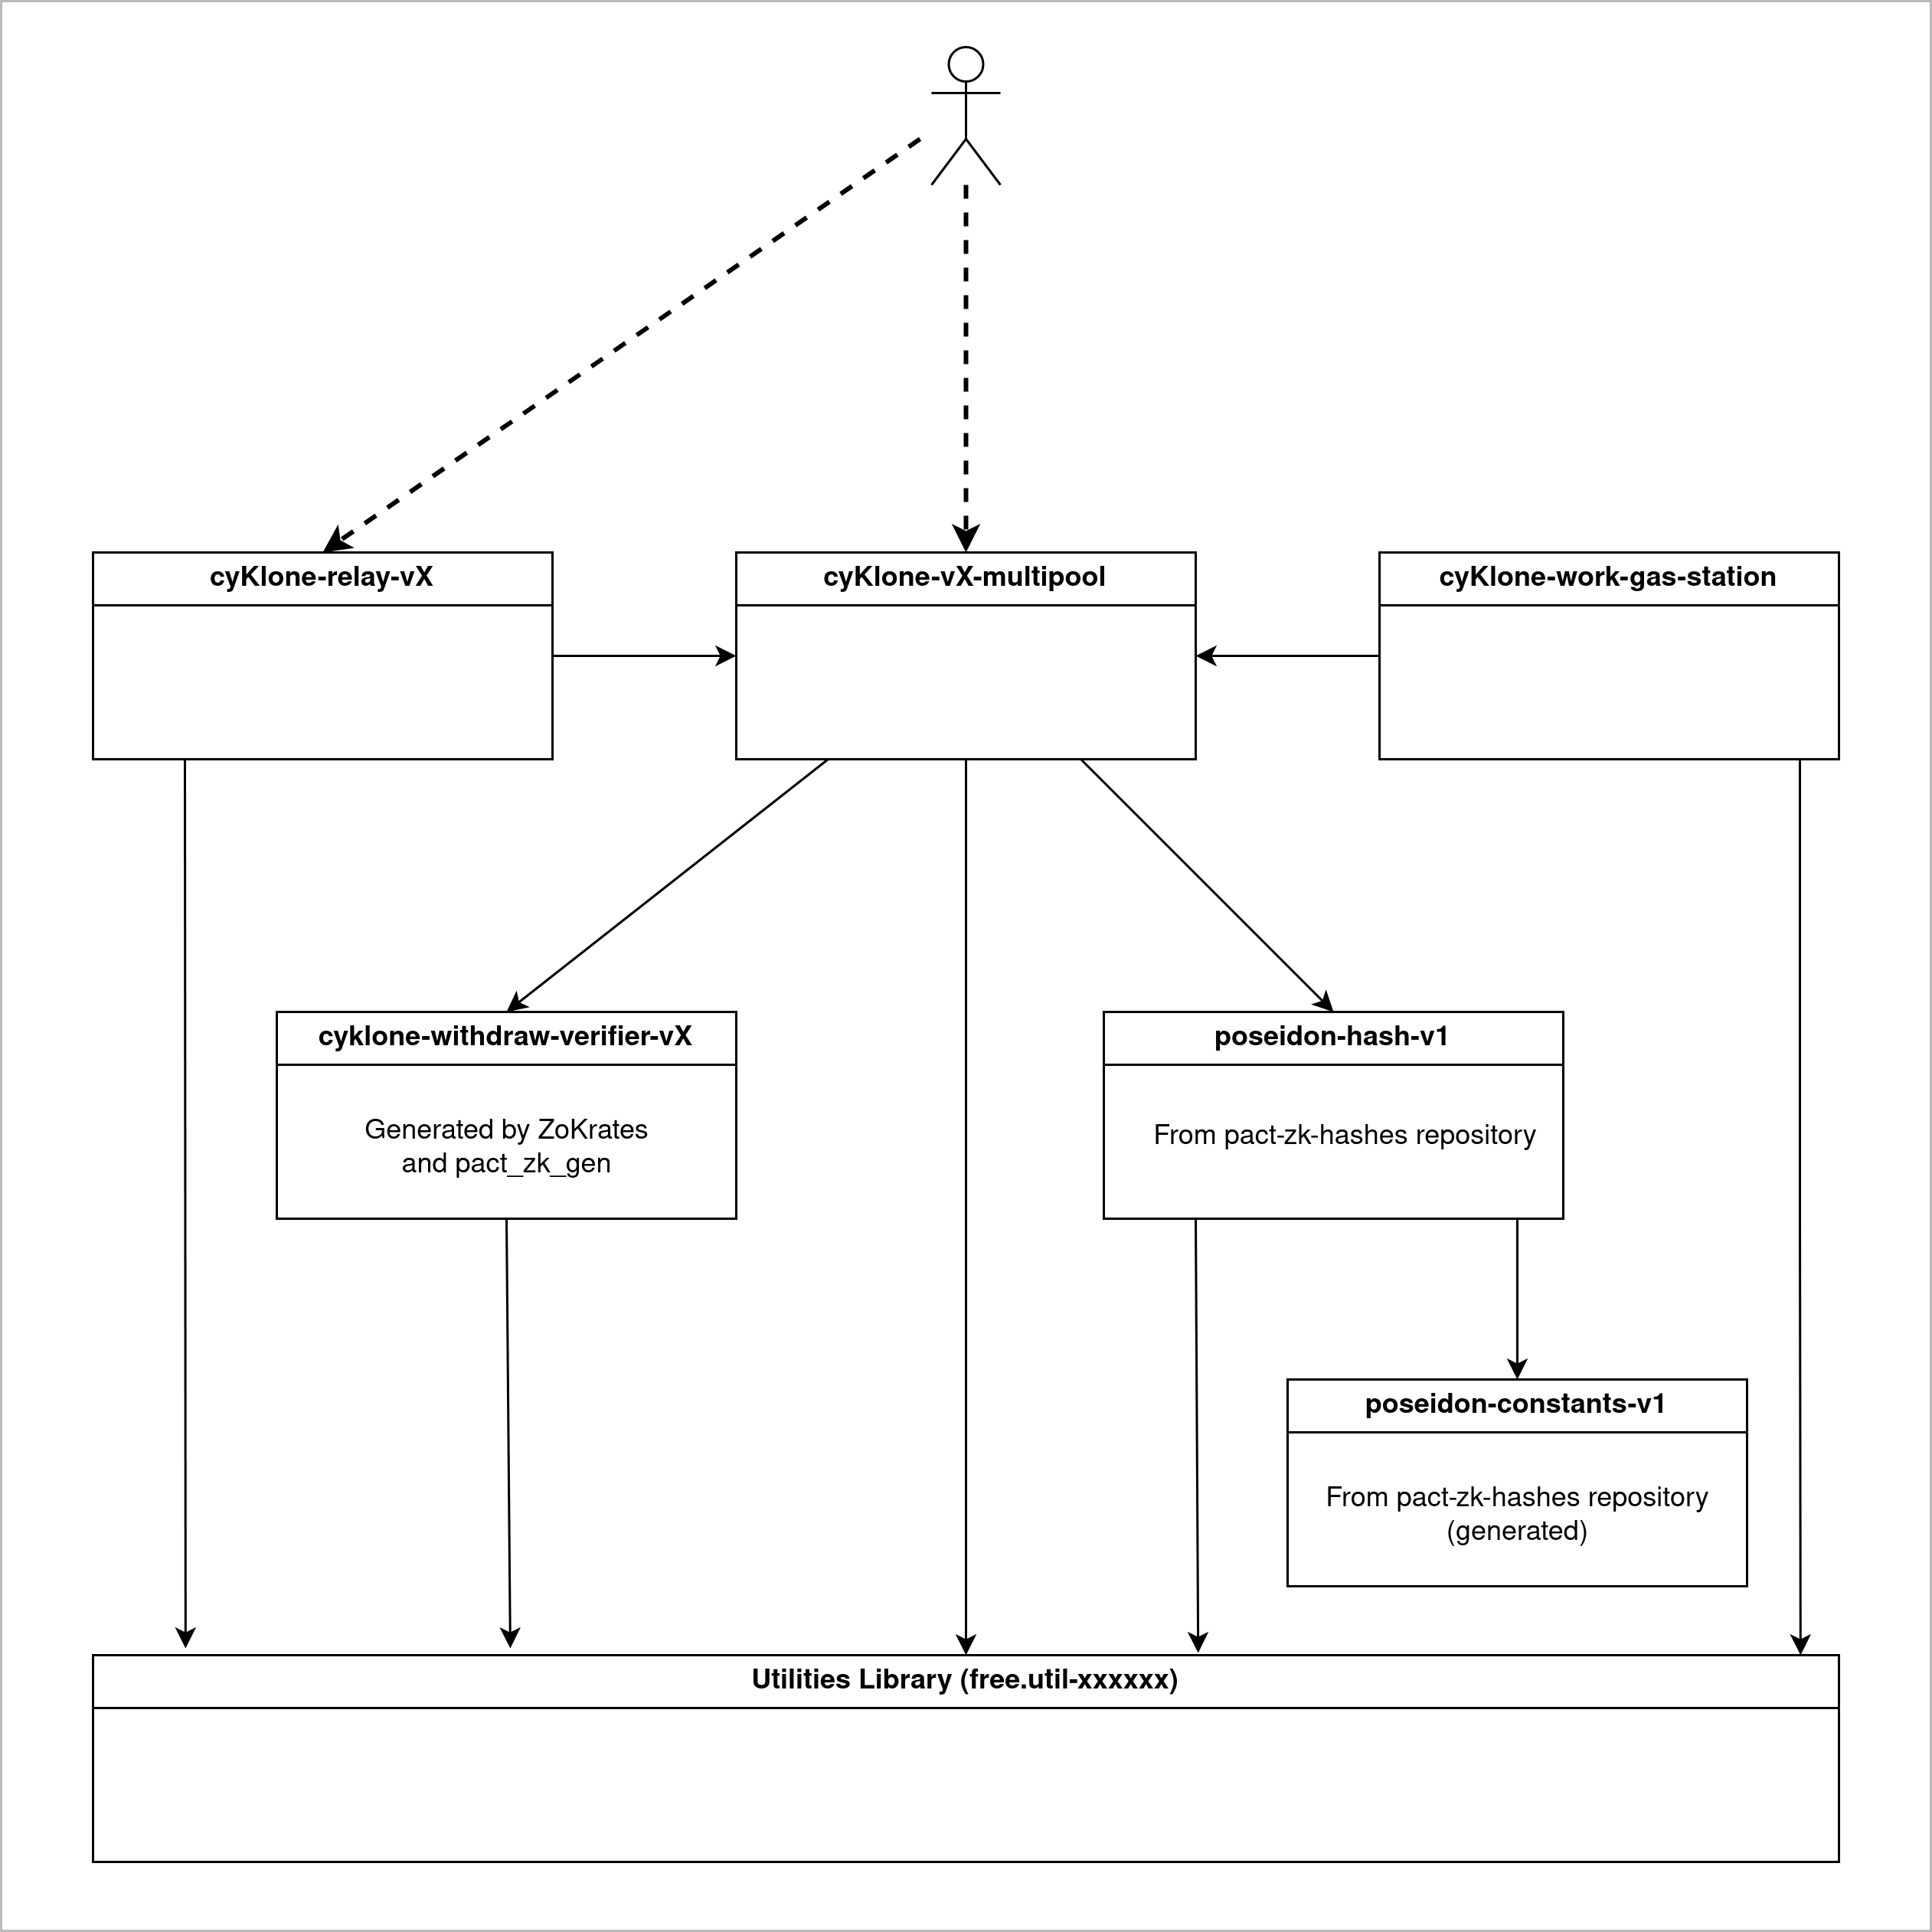 cyKlone-relay-vX
cyKlone-vX-multipool
cyKlone-work-gas-station
cyklone-withdraw-verifier-vX
Generated by ZoKrates
and pact_zk_gen
poseidon-hash-v1
From pact-zk-hashes repository
poseidon-constants-v1
From pact-zk-hashes repository
(generated)
Utilities Library (free.util-xxxxxx)